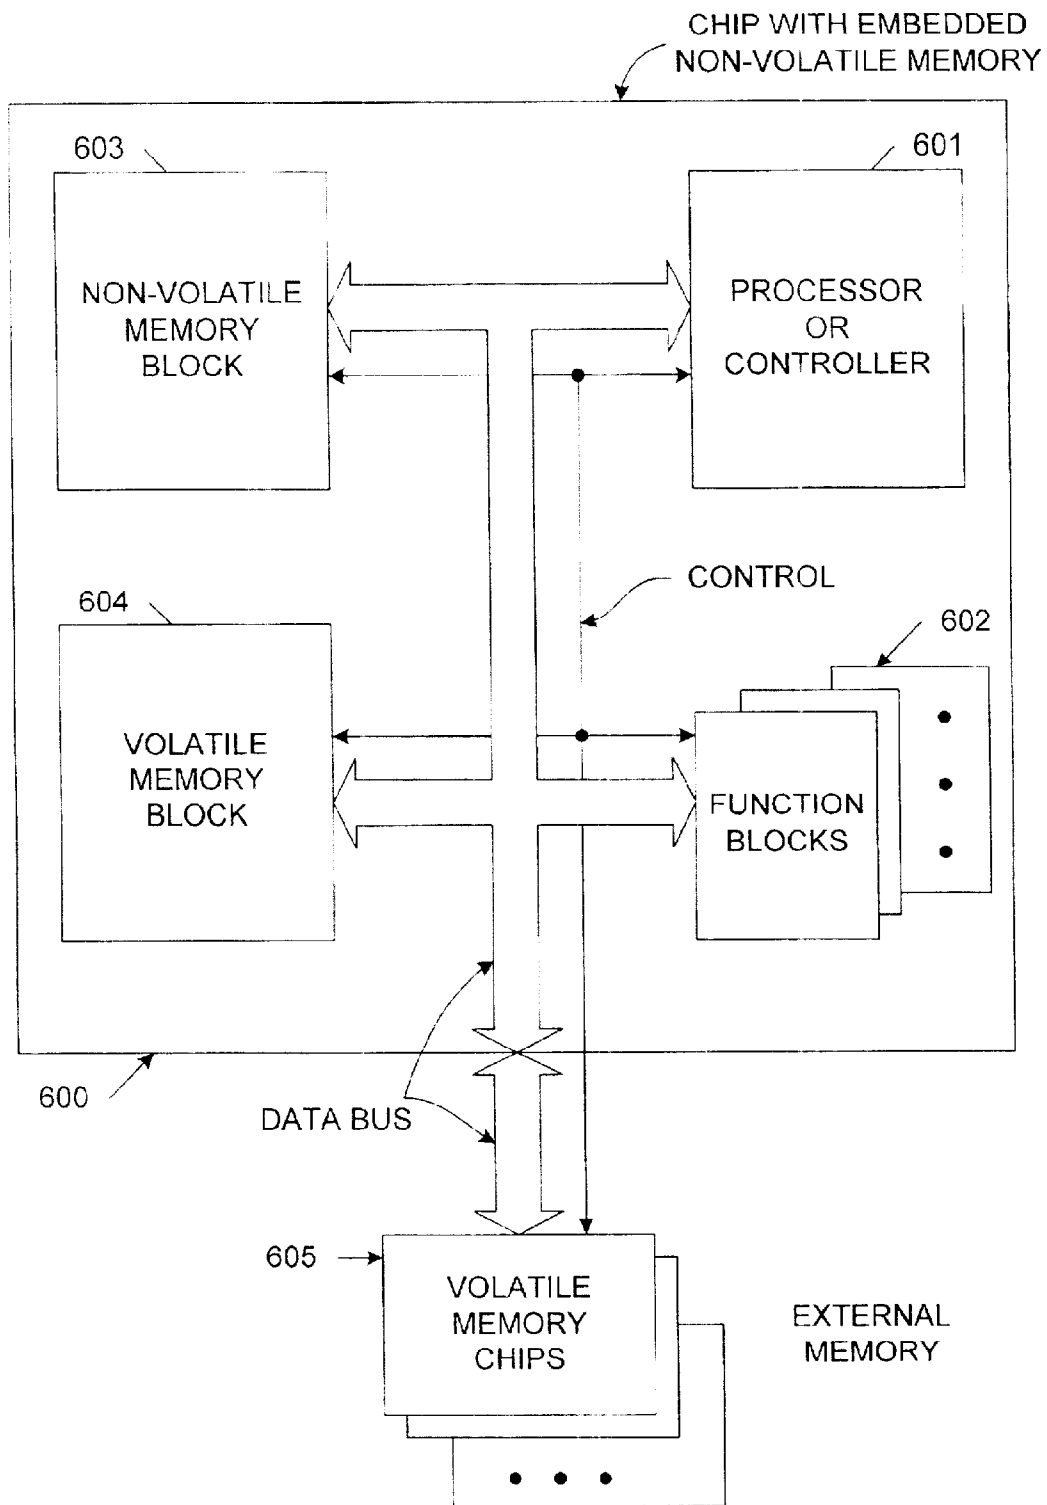 CHIP WITH EMBEDDED
NON-VOLATILE MEMORY
603
601
NON-VOLATILE
MEMORY
BLOCK
PROCESSOR
OR
CONTROLLER
CONTROL
604
602
VOLATILE
MEMORY
BLOCK
FUNCTION
BLOCKS
600
DATA BUS
605
VOLATILE
MEMORY
CHIPS
EXTERNAL
MEMORY